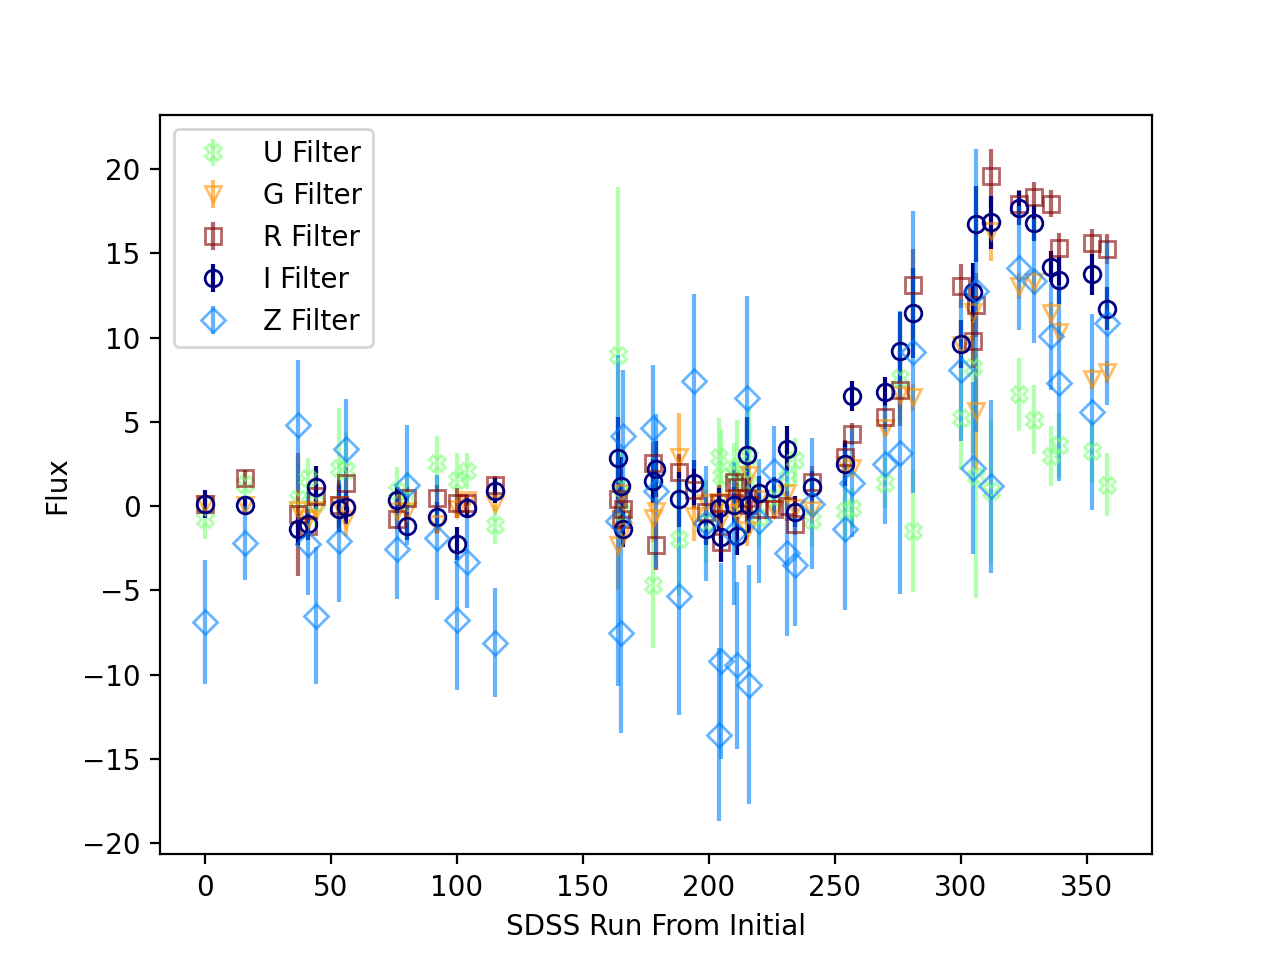 U Filter
G Filter
R Filter
I Filter
Z Filter
20
15
10
5
0
−5
−10
−15
−20
Flux
0 50 100 150 200 250 300 350
SDSS Run From Initial